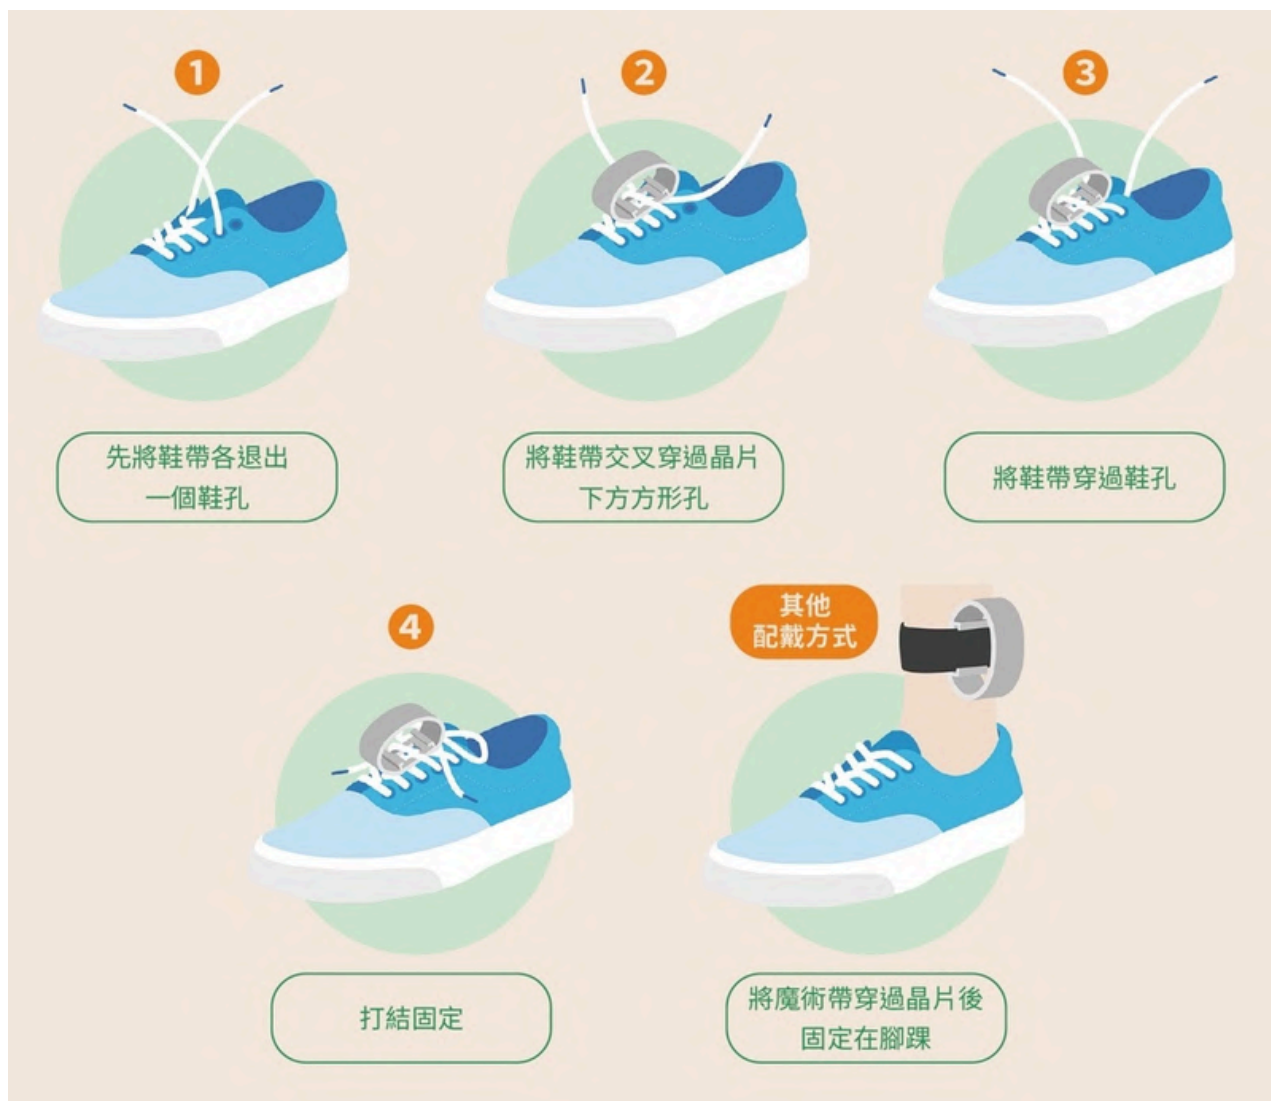 1
2
3
先將鞋帶各退出
一個鞋孔
將鞋帶交叉穿過晶片
下方方形孔
將鞋帶穿過鞋孔
4
其他
配戴方式
打結固定
將魔術帶穿過晶片後
固定在腳踝